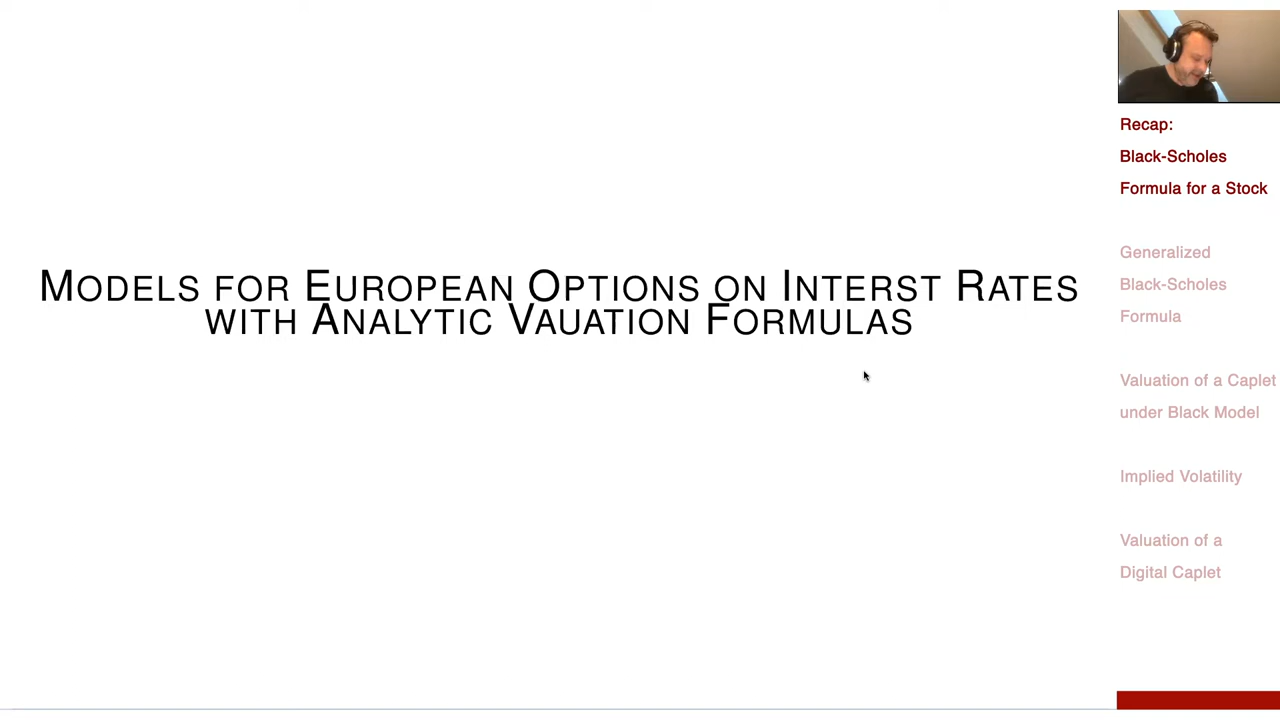 MODELS FOR EUROPEAN OPTIONS ON INTERST RATES
WITH ANALYTIC VAUATION FORMULAS
Recap:
Black-Scholes
Formula for a Stock
Generalized
Black-Scholes
Formula
Valuation of a Caplet
under Black Model
Implied Volatility
Valuation of a
Digital Caplet